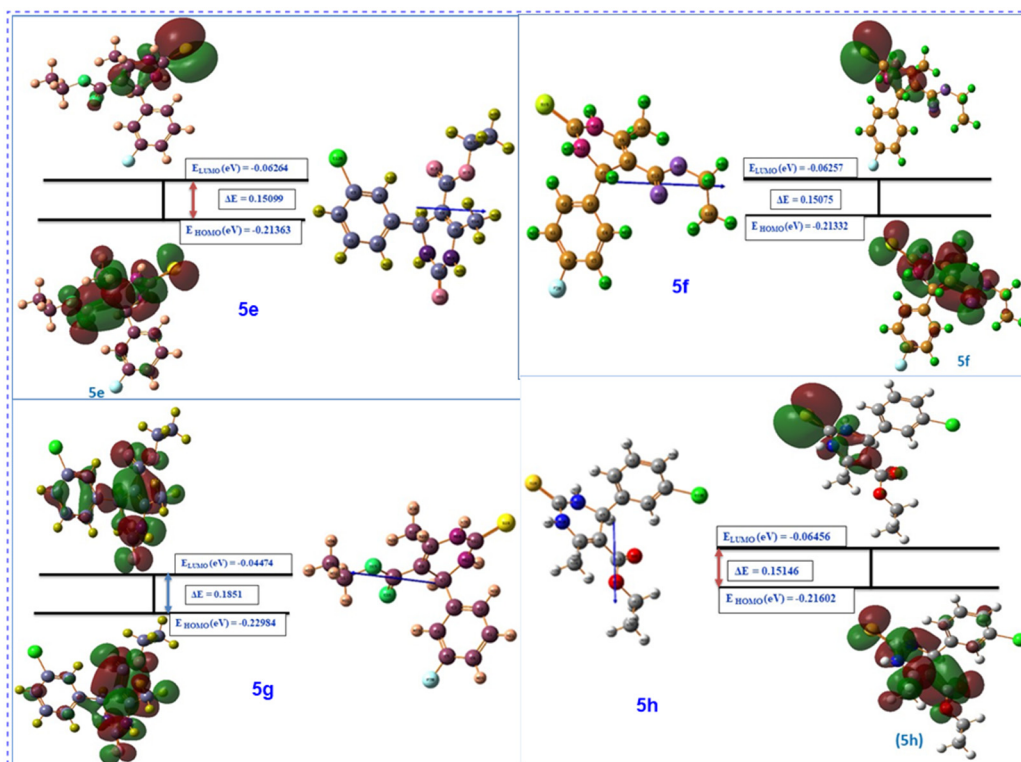 E LUMO (eV) = -0.06264
ΔE = 0.15099
E HOMO (eV) = -0.21363
5e
5e
E LUMO (eV) = -0.06257
ΔE = 0.15075
E HOMO (eV) = -0.21332
5f
5f
E LUMO (eV) = -0.04474
ΔE = 0.1851
E HOMO (eV) = -0.22984
5g
E LUMO (eV) = -0.06456
ΔE = 0.15146
E HOMO (eV) = -0.21602
5h
(5h)